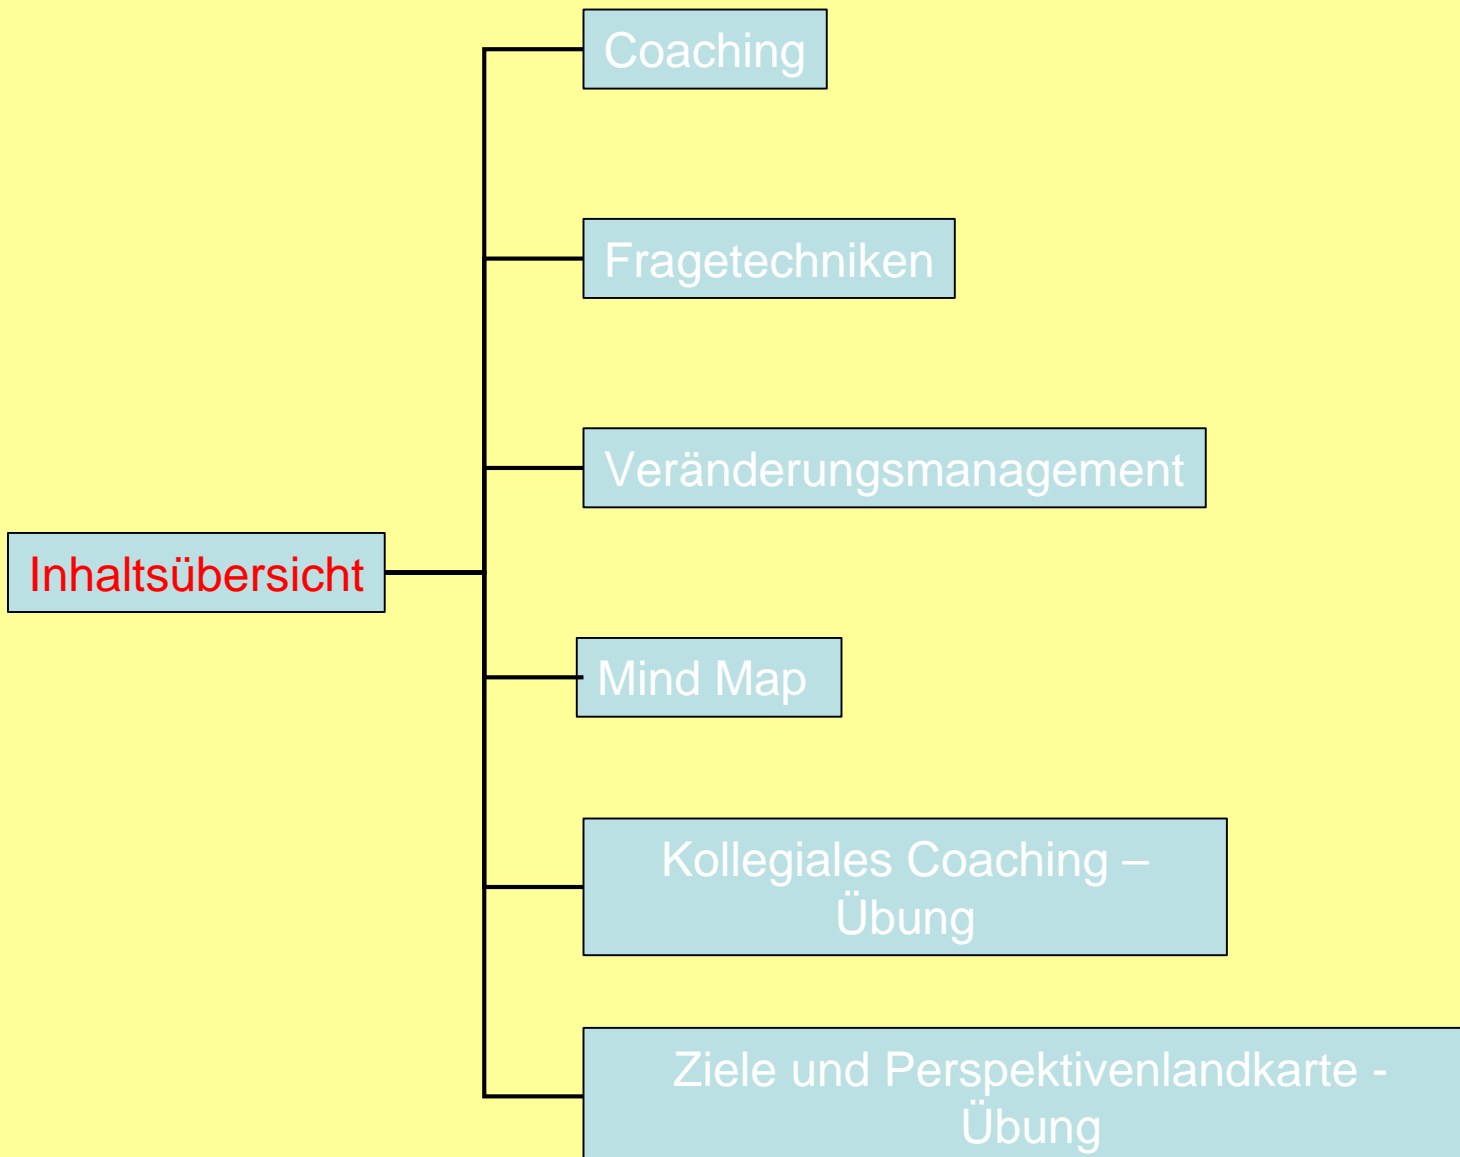 Coaching
Fragetechniken
Veränderungsmanagement
Inhaltsübersicht
Mind Map
Kollegiales Coaching –
Übung
Ziele und Perspektivenlandkarte -
Übung